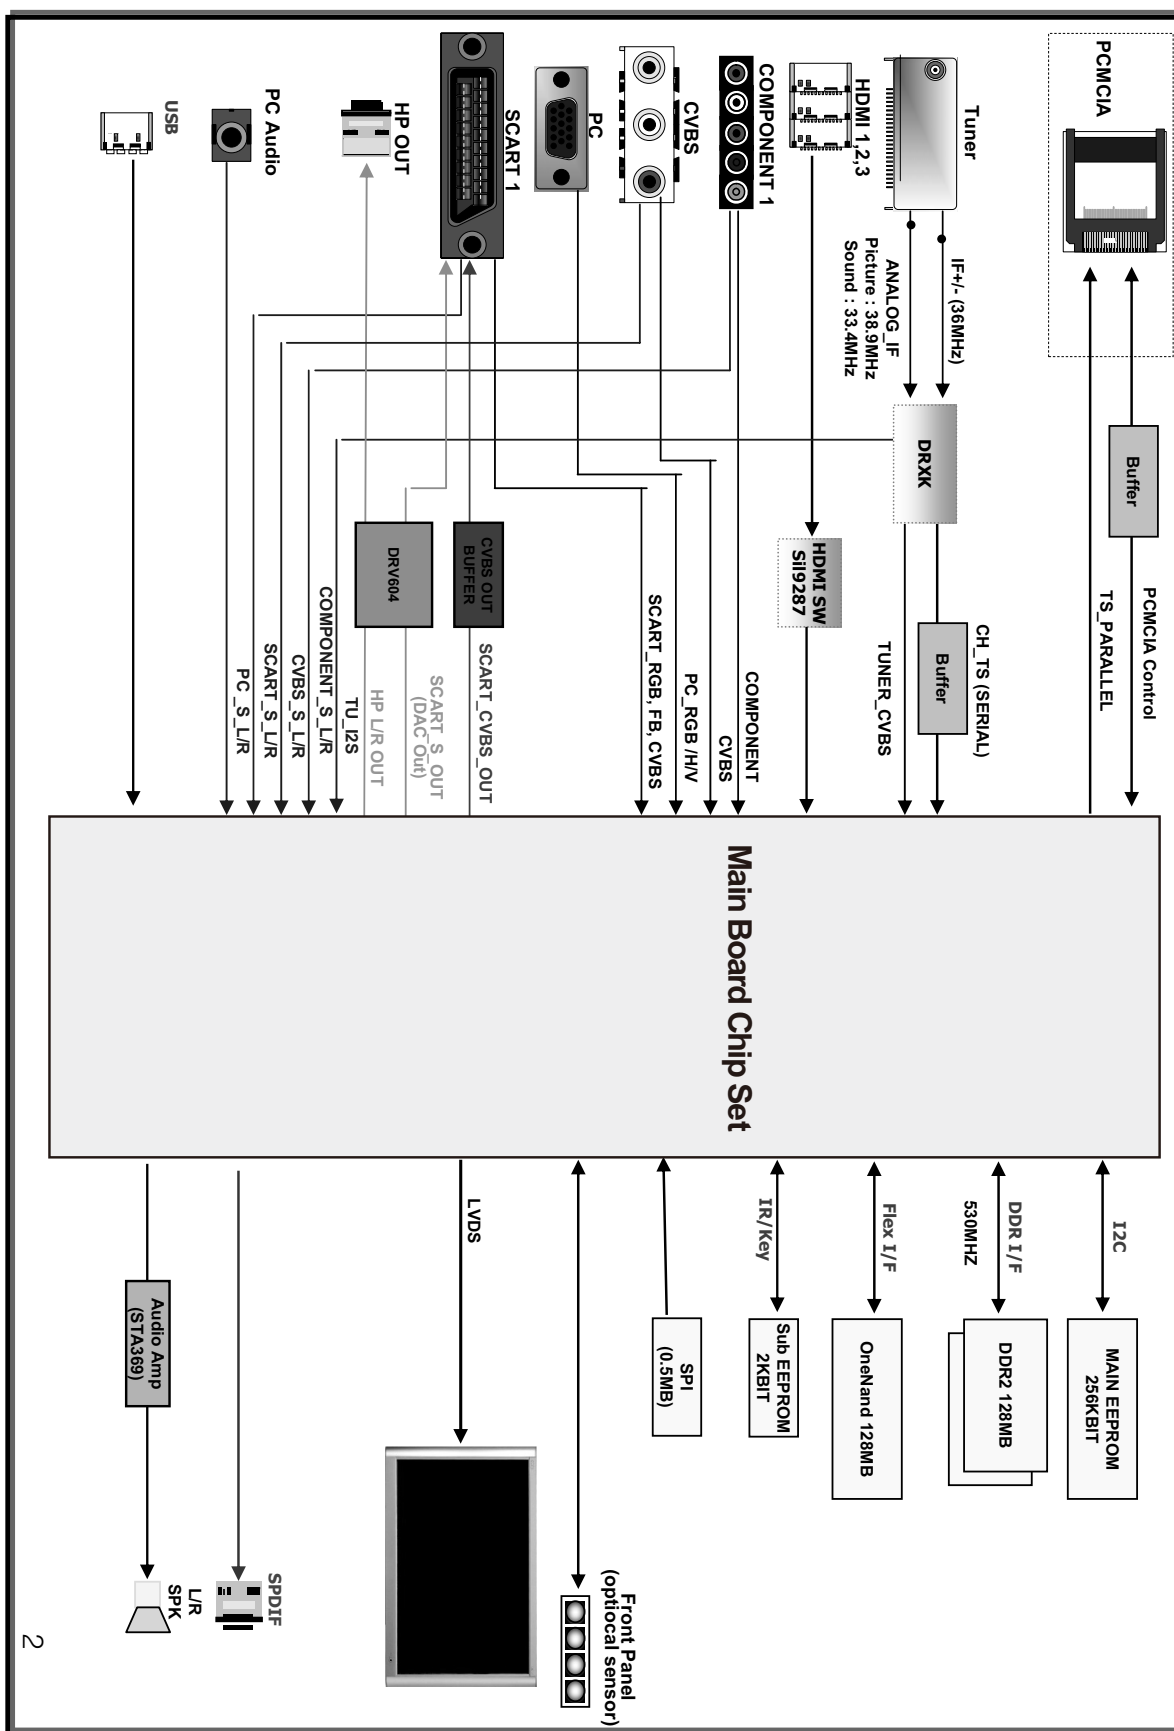 PCMCIA
Buffer
PCMCIA Control
TS_PARALLEL
Tuner
IF+/- (36MHz)
ANALOG_IF
Picture : 38.9MHz
Sound : 33.4MHz
DRXK
Buffer
CH_TS (SERIAL)
TUNER_CVBS
HDMI 1,2,3
HDMI SW
Sil9287
COMPONENT 1
COMPONENT
CVBS
CVBS
PC
PC_RGB /H/V
SCART_RGB, FB, CVBS
SCART 1
CVBS OUT
BUFFER
SCART_CVBS_OUT
DRV604
SCART_S_OUT
(DAC_Out)
HP OUT
HP L/R OUT
TU_I2S
COMPONENT_S_L/R
CVBS_S_L/R
SCART_S_L/R
PC_S_L/R
PC Audio
USB
Main Board Chip Set
I2C
MAIN EEPROM
256KBIT
DDR I/F
530MHZ
DDR2 128MB
Flex I/F
OneNand 128MB
IR/Key
Sub EEPROM
2KBIT
SPI
(0.5MB)
Front Panel
(optiocal sensor)
LVDS
SPDIF
Audio Amp
(STA369)
L/R
SPK
2